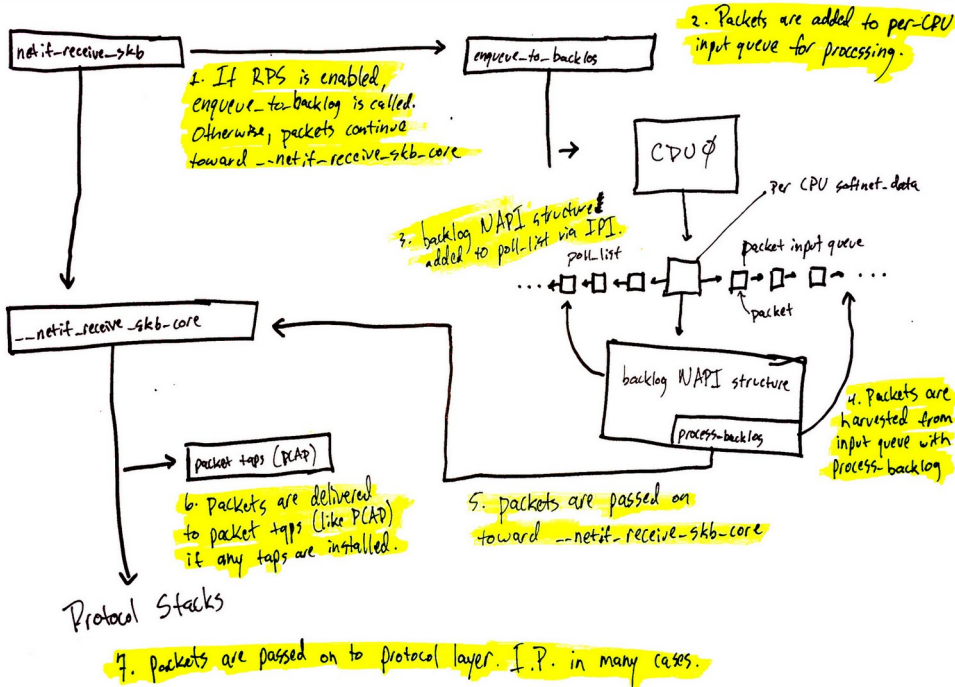 netif_receive_skb
enqueue_to_backlog
2. Packets are added to per-CPU
input queue for processing.
1. If RPS is enabled,
enqueue_to_backlog is called.
Otherwise, packets continue
toward __netif_receive_skb_core
CPU0
per CPU softnet_data
3. backlog NAPI structure
added to poll_list via IPI.
poll_list
packet input queue
...
...
packet
__netif_receive_skb_core
backlog NAPI structure
process_backlog
4. Packets are
harvested from
input queue with
process_backlog
packet taps (PCAP)
6. Packets are delivered
to packet taps (like PCAP)
if any taps are installed.
5. packets are passed on
toward __netif_receive_skb_core
Protocol Stacks
7. packets are passed on to protocol layer. I.P. in many cases.